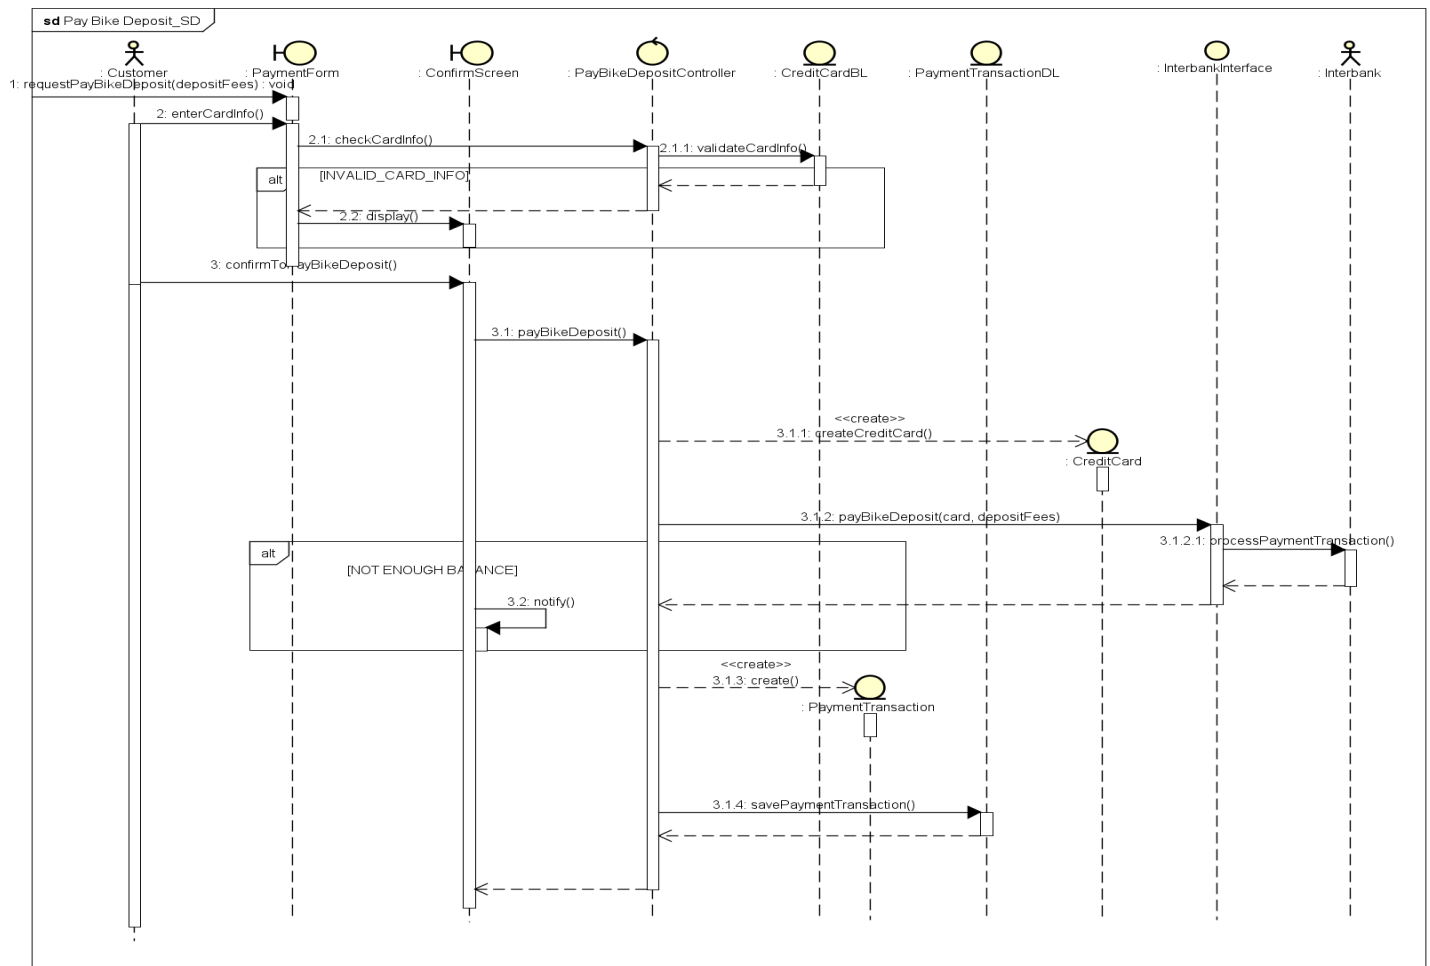 sd Pay Bike Deposit_SD
: Customer
: PaymentForm
: ConfirmScreen
: PayBikeDepositController
: CreditCardBL
: PaymentTransactionDL
: InterbankInterface
: Interbank
1: requestPayBikeDeposit(depositFees) : void
2: enterCardInfo()
2.1: checkCardInfo()
2.1.1: validateCardInfo()
alt
[INVALID_CARD_INFO]
2.2: display()
3: confirmToPayBikeDeposit()
3.1: payBikeDeposit()
<<create>>
3.1.1: createCreditCard()
: CreditCard
3.1.2: payBikeDeposit(card, depositFees)
3.1.2.1: processPaymentTransaction()
alt
[NOT ENOUGH BALANCE]
3.2: notify()
<<create>>
3.1.3: create()
: PaymentTransaction
3.1.4: savePaymentTransaction()